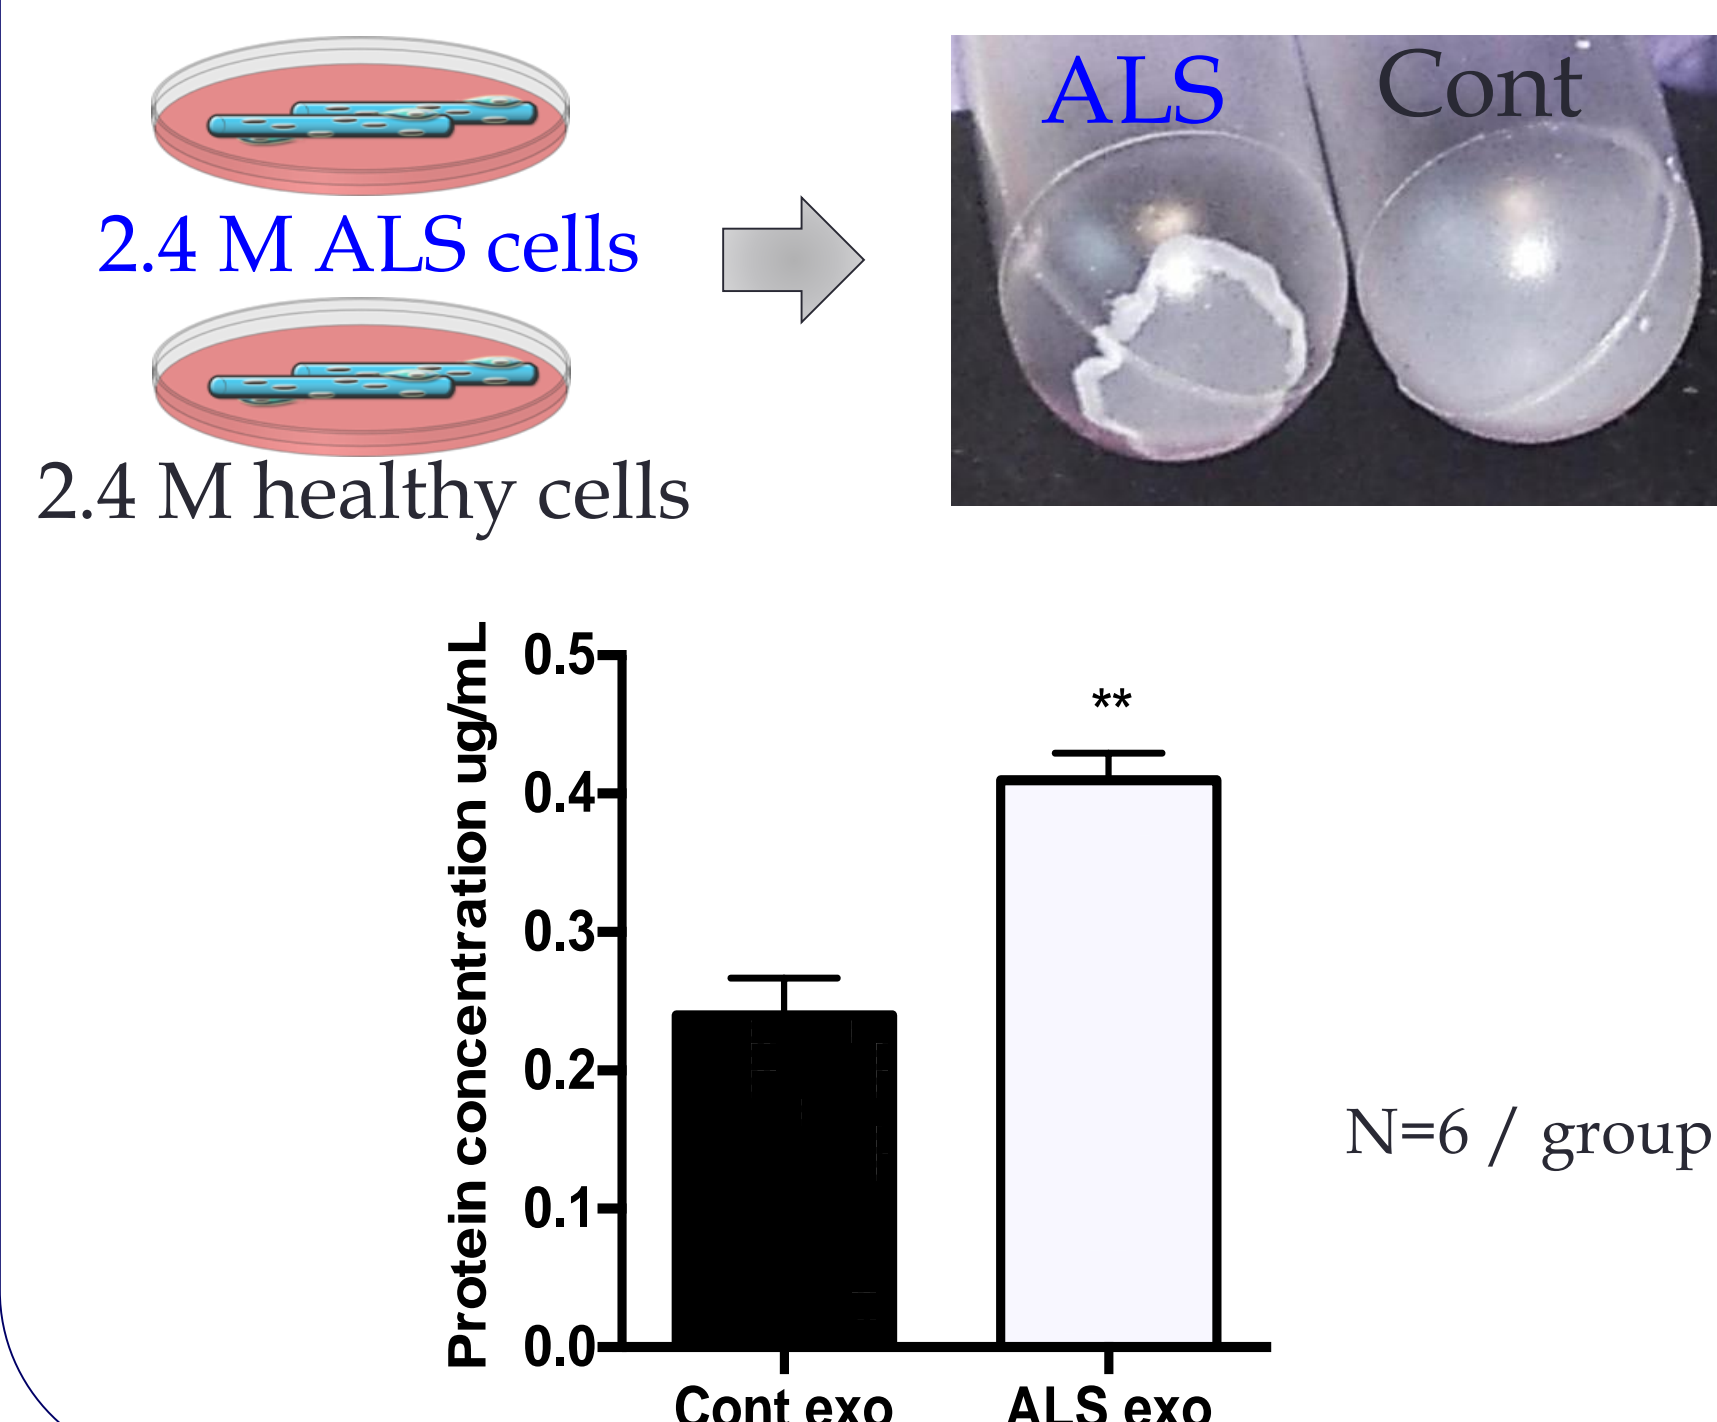 ALS Cont
2.4 M ALS cells
2.4 M healthy cells
Protein concentration ug/mL
0.5
0.4
0.3
0.2
0.1
0.0
**
N=6 / group
Cont exo ALS exo